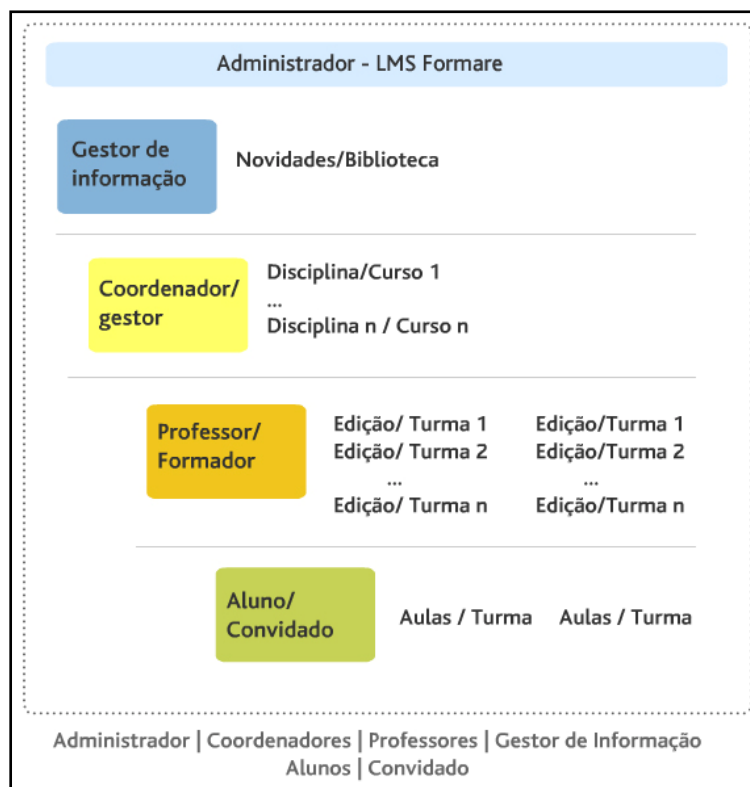 Administrador - LMS Formare
Gestor de
informação
Novidades/Biblioteca
Coordenador/
gestor
Disciplina/Curso 1
...
Disciplina n / Curso n
Professor/
Formador
Edição/ Turma 1
Edição/ Turma 2
...
Edição/ Turma n
Edição/Turma 1
Edição/Turma 2
...
Edição/Turma n
Aluno/
Convidado
Aulas / Turma
Aulas / Turma
Administrador | Coordenadores | Professores | Gestor de Informação
Alunos | Convidado